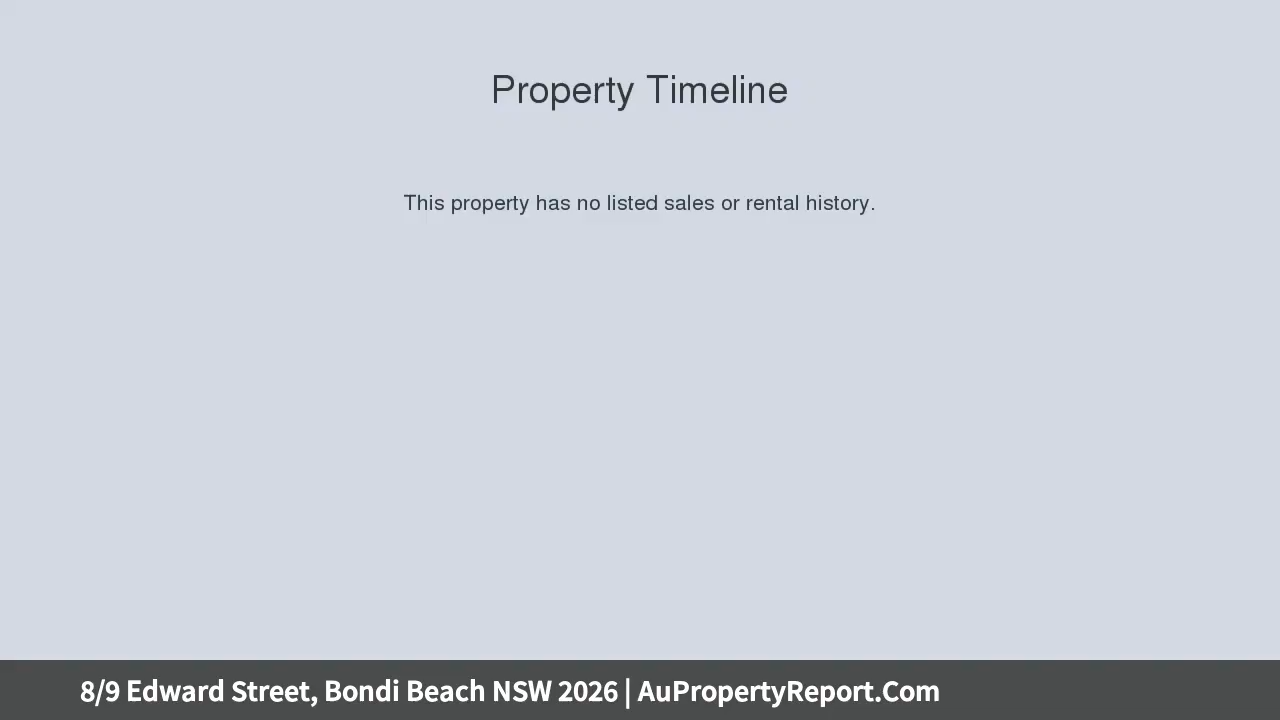 Property Timeline
This property has no listed sales or rental history.
8/9 Edward Street, Bondi Beach NSW 2026 | AuPropertyReport.Com